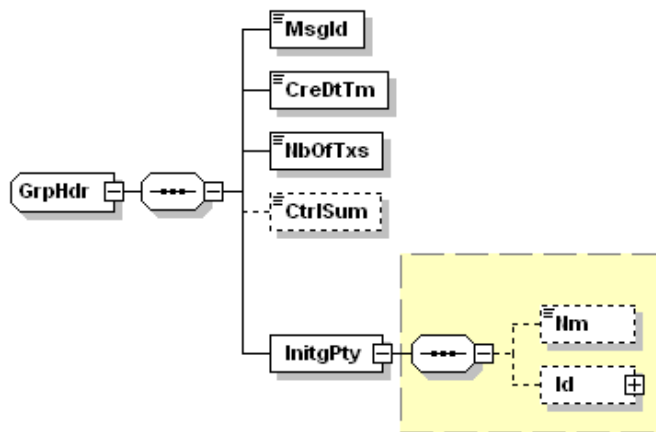 MsgId
CreDtTm
NbOfTxs
GrpHdr
CtrlSum
InitgPty
Nm
Id